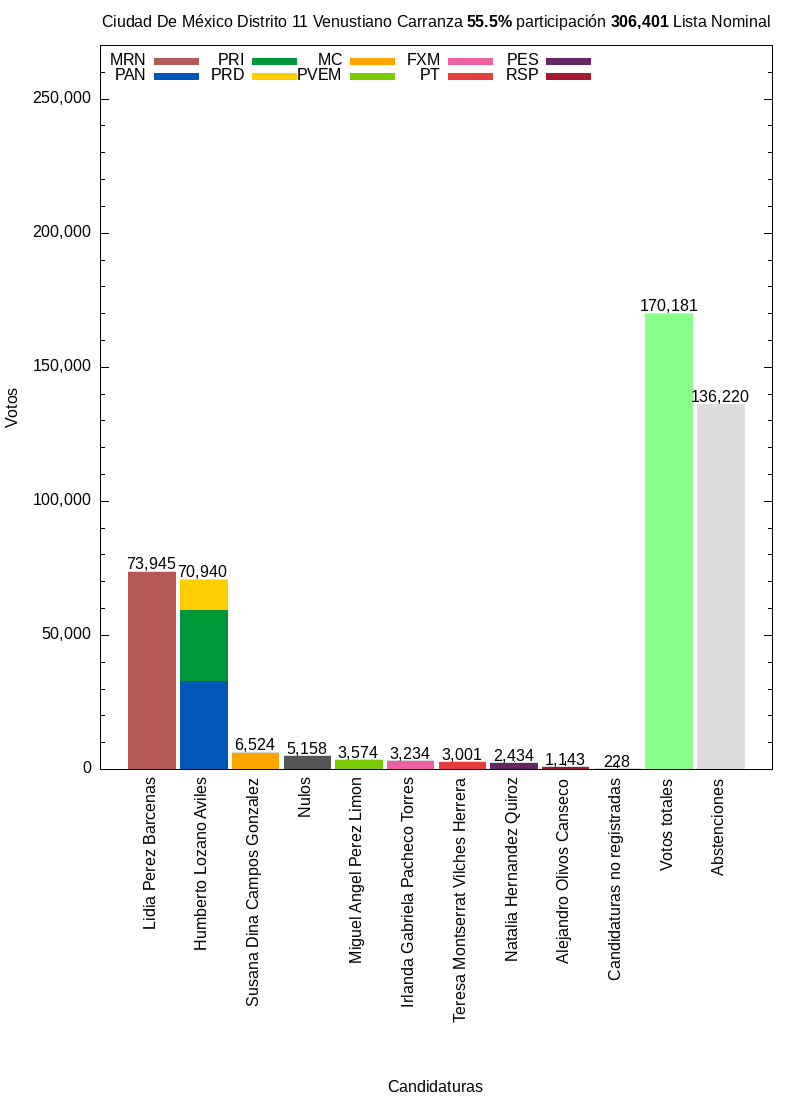 Ciudad De México Distrito 11 Venustiano Carranza 55.5% participación 306,401 Lista Nominal
MRN PRI MC FXM PES
PAN PRD PVEM PT RSP
250,000
200,000
150,000
100,000
50,000
0
Votos
73,945
70,940
6,524
5,158
3,574
3,234
3,001
2,434
1,143
228
170,181
136,220
Lidia Perez Barcenas
Humberto Lozano Aviles
Susana Dina Campos Gonzalez
Nulos
Miguel Angel Perez Limon
Irlanda Gabriela Pacheco Torres
Teresa Montserrat Vilches Herrera
Natalia Hernandez Quiroz
Alejandro Olivos Canseco
Candidaturas no registradas
Votos totales
Abstenciones
Candidaturas